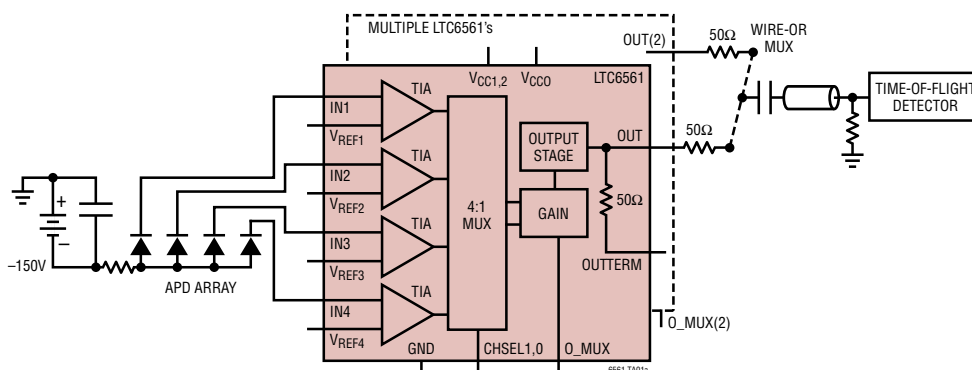 MULTIPLE LTC6561's
OUT(2)
50Ω
WIRE-OR
MUX
VCC1,2
VCCO
LTC6561
TIA
IN1
VREF1
TIA
IN2
VREF2
TIA
IN3
VREF3
TIA
IN4
VREF4
4:1
MUX
OUTPUT
STAGE
GAIN
OUT
50Ω
50Ω
OUTTERM
TIME-OF-FLIGHT
DETECTOR
+
–
–150V
APD ARRAY
O_MUX(2)
GND
CHSEL1,0
O_MUX
6561 TA01a